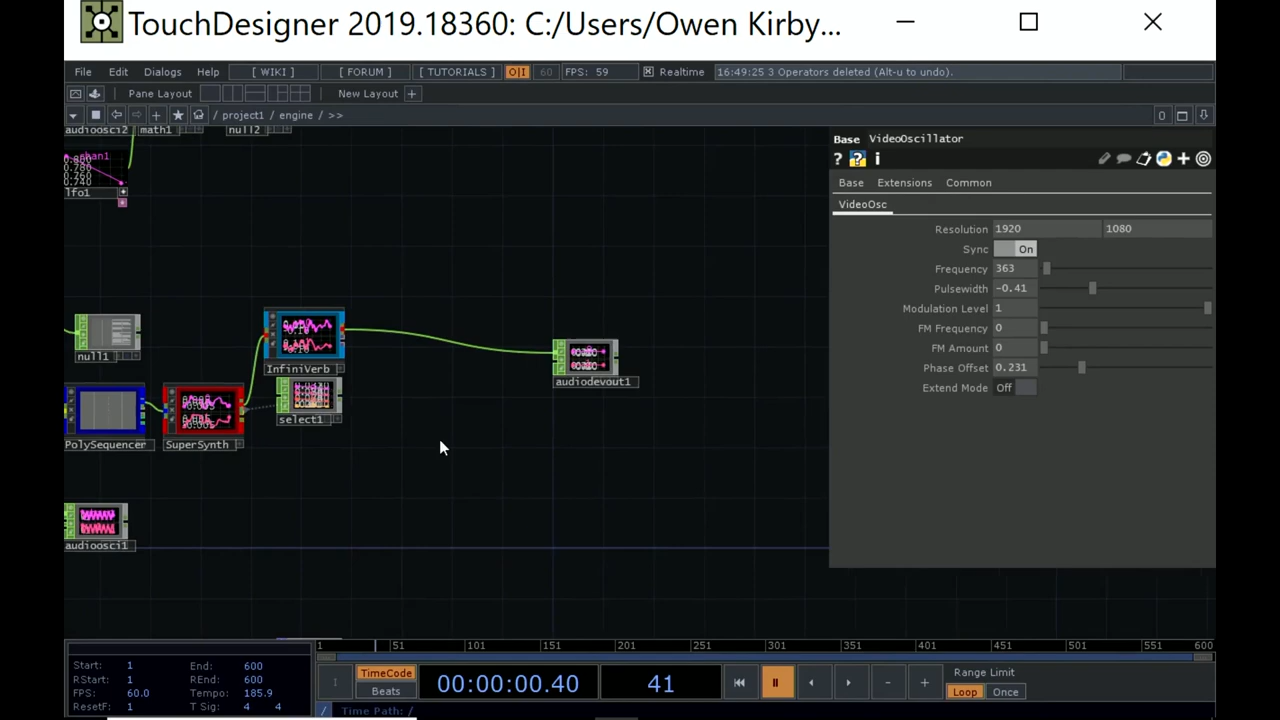 TouchDesigner 2019.18360: C:/Users/Owen Kirby...
File Edit Dialogs Help [ WIKI ] [ FORUM ] [ TUTORIALS ] O|I 60 FPS: 59 Realtime 16:49:25 3 Operators deleted (Alt-u to undo).
Pane Layout New Layout +
/ project1 / engine / >> 0
audioosci2 math1 null2
chan1
lfo1
Base VideoOscillator
? ? i
Base Extensions Common
VideoOsc
Resolution 1920 1080
Sync On
Frequency 363
Pulsewidth -0.41
Modulation Level 1
FM Frequency 0
FM Amount 0
Phase Offset 0.231
Extend Mode Off
null1
InfiniVerb
audiodevout1
select1
PolySequencer
SuperSynth
audioosci1
1 51 101 151 201 251 301 351 401 451 501 551 600
Start: 1 End: 600
RStart: 1 REnd: 600
FPS: 60.0 Tempo: 185.9
ResetF: 1 T Sig: 4 4
TimeCode
Beats
00:00:00.40 41
Range Limit
Loop Once
/ Time Path: /